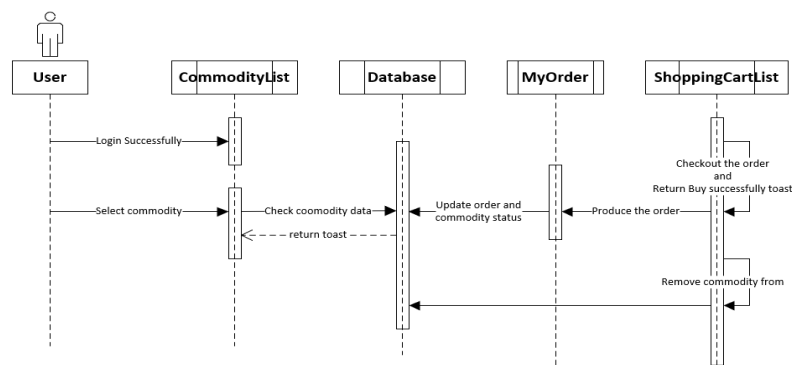 User
CommodityList
Database
MyOrder
ShoppingCartList
Login Successfully
Checkout the order
and
Return Buy successfully toast
Select commodity
Check coomodity data
Update order and
commodity status
Produce the order
return toast
Remove commodity from